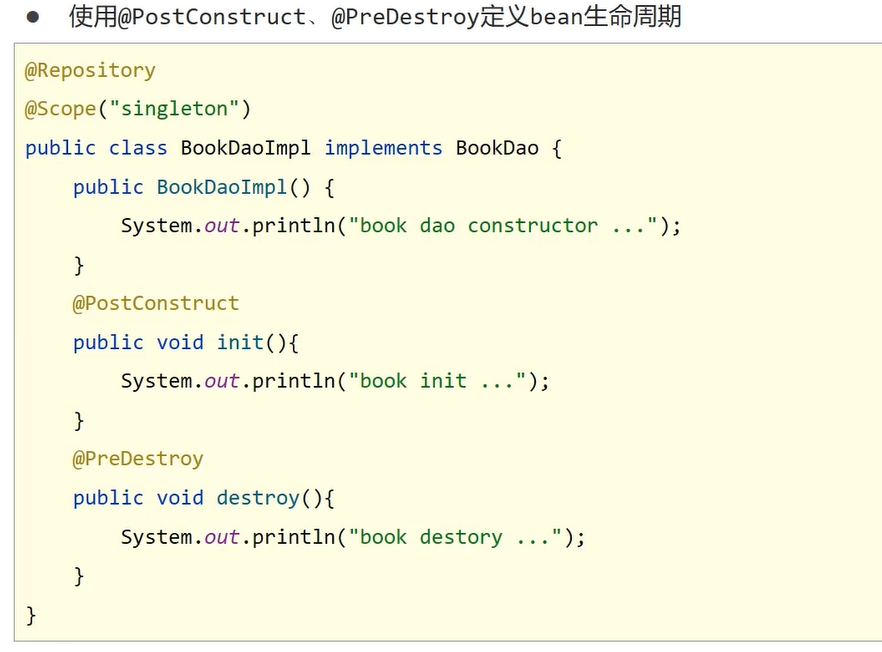 ● 使用@PostConstruct、@PreDestroy定义bean生命周期
@Repository
@Scope("singleton")
public class BookDaoImpl implements BookDao {
    public BookDaoImpl() {
        System.out.println("book dao constructor ...");
    }
    @PostConstruct
    public void init(){
        System.out.println("book init ...");
    }
    @PreDestroy
    public void destroy(){
        System.out.println("book destory ...");
    }
}